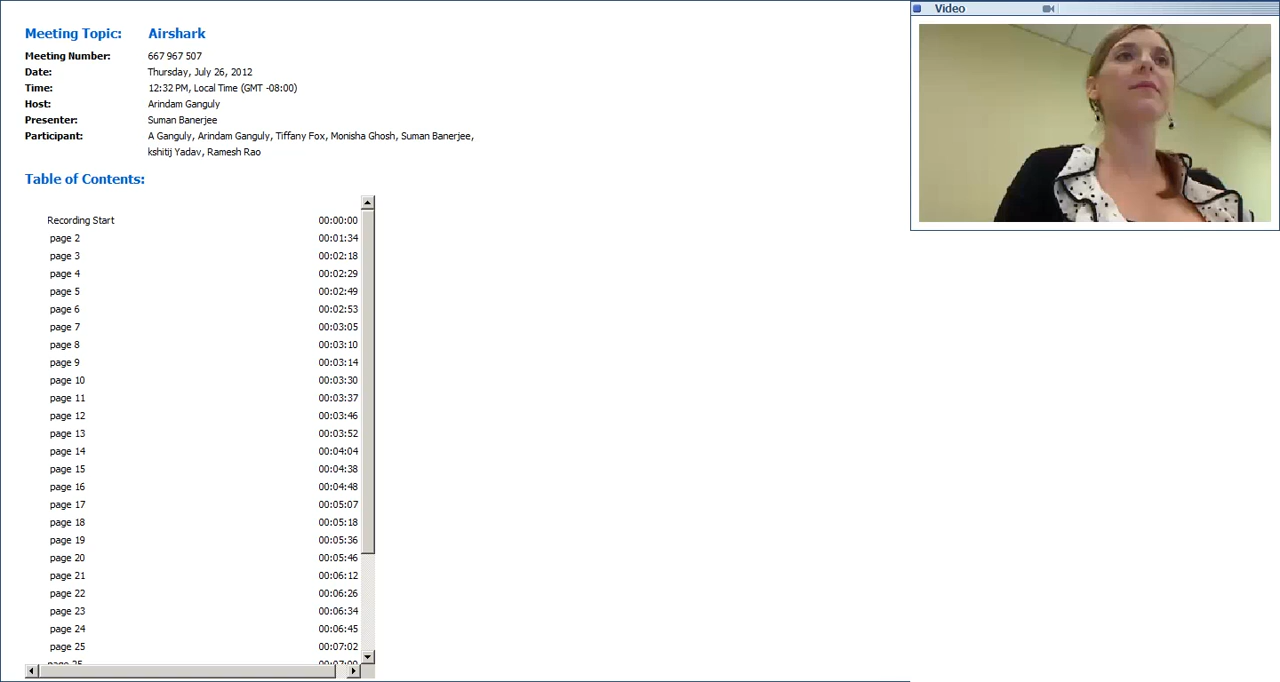 Meeting Topic: Airshark
Meeting Number: 667 967 507
Date: Thursday, July 26, 2012
Time: 12:32 PM, Local Time (GMT -08:00)
Host: Arindam Ganguly
Presenter: Suman Banerjee
Participant: A Ganguly, Arindam Ganguly, Tiffany Fox, Monisha Ghosh, Suman Banerjee,
kshitij Yadav, Ramesh Rao
Table of Contents:
Recording Start 00:00:00
page 2 00:01:34
page 3 00:02:18
page 4 00:02:29
page 5 00:02:49
page 6 00:02:53
page 7 00:03:05
page 8 00:03:10
page 9 00:03:14
page 10 00:03:30
page 11 00:03:37
page 12 00:03:46
page 13 00:03:52
page 14 00:04:04
page 15 00:04:38
page 16 00:04:48
page 17 00:05:07
page 18 00:05:18
page 19 00:05:36
page 20 00:05:46
page 21 00:06:12
page 22 00:06:26
page 23 00:06:34
page 24 00:06:45
page 25 00:07:02
Video